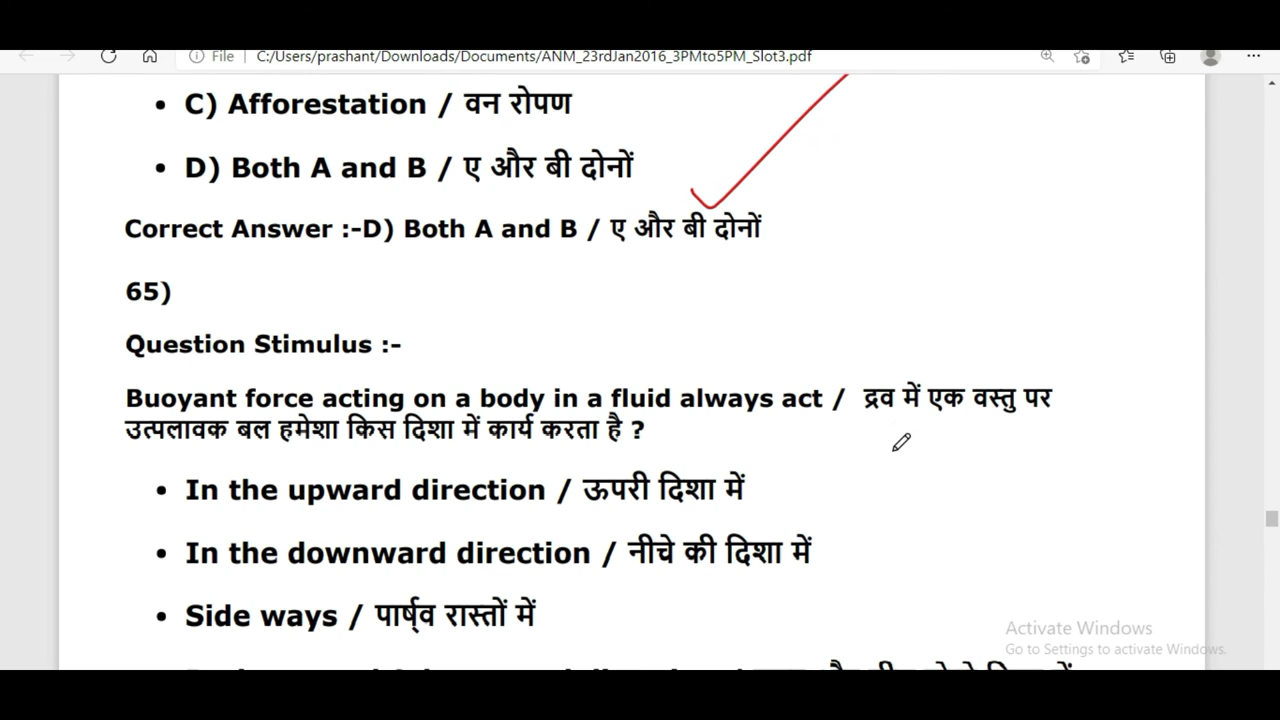 File | C:/Users/prashant/Downloads/Documents/ANM_23rdJan2016_3PMto5PM_Slot3.pdf
• C) Afforestation / वन रोपण
• D) Both A and B / ए और बी दोनों
Correct Answer :-D) Both A and B / ए और बी दोनों
65)
Question Stimulus :-
Buoyant force acting on a body in a fluid always act / द्रव में एक वस्तु पर
उत्पलावक बल हमेशा किस दिशा में कार्य करता है ?
• In the upward direction / ऊपरी दिशा में
• In the downward direction / नीचे की दिशा में
• Side ways / पार्ष्व रास्तों में
Activate Windows
Go to Settings to activate Windows.